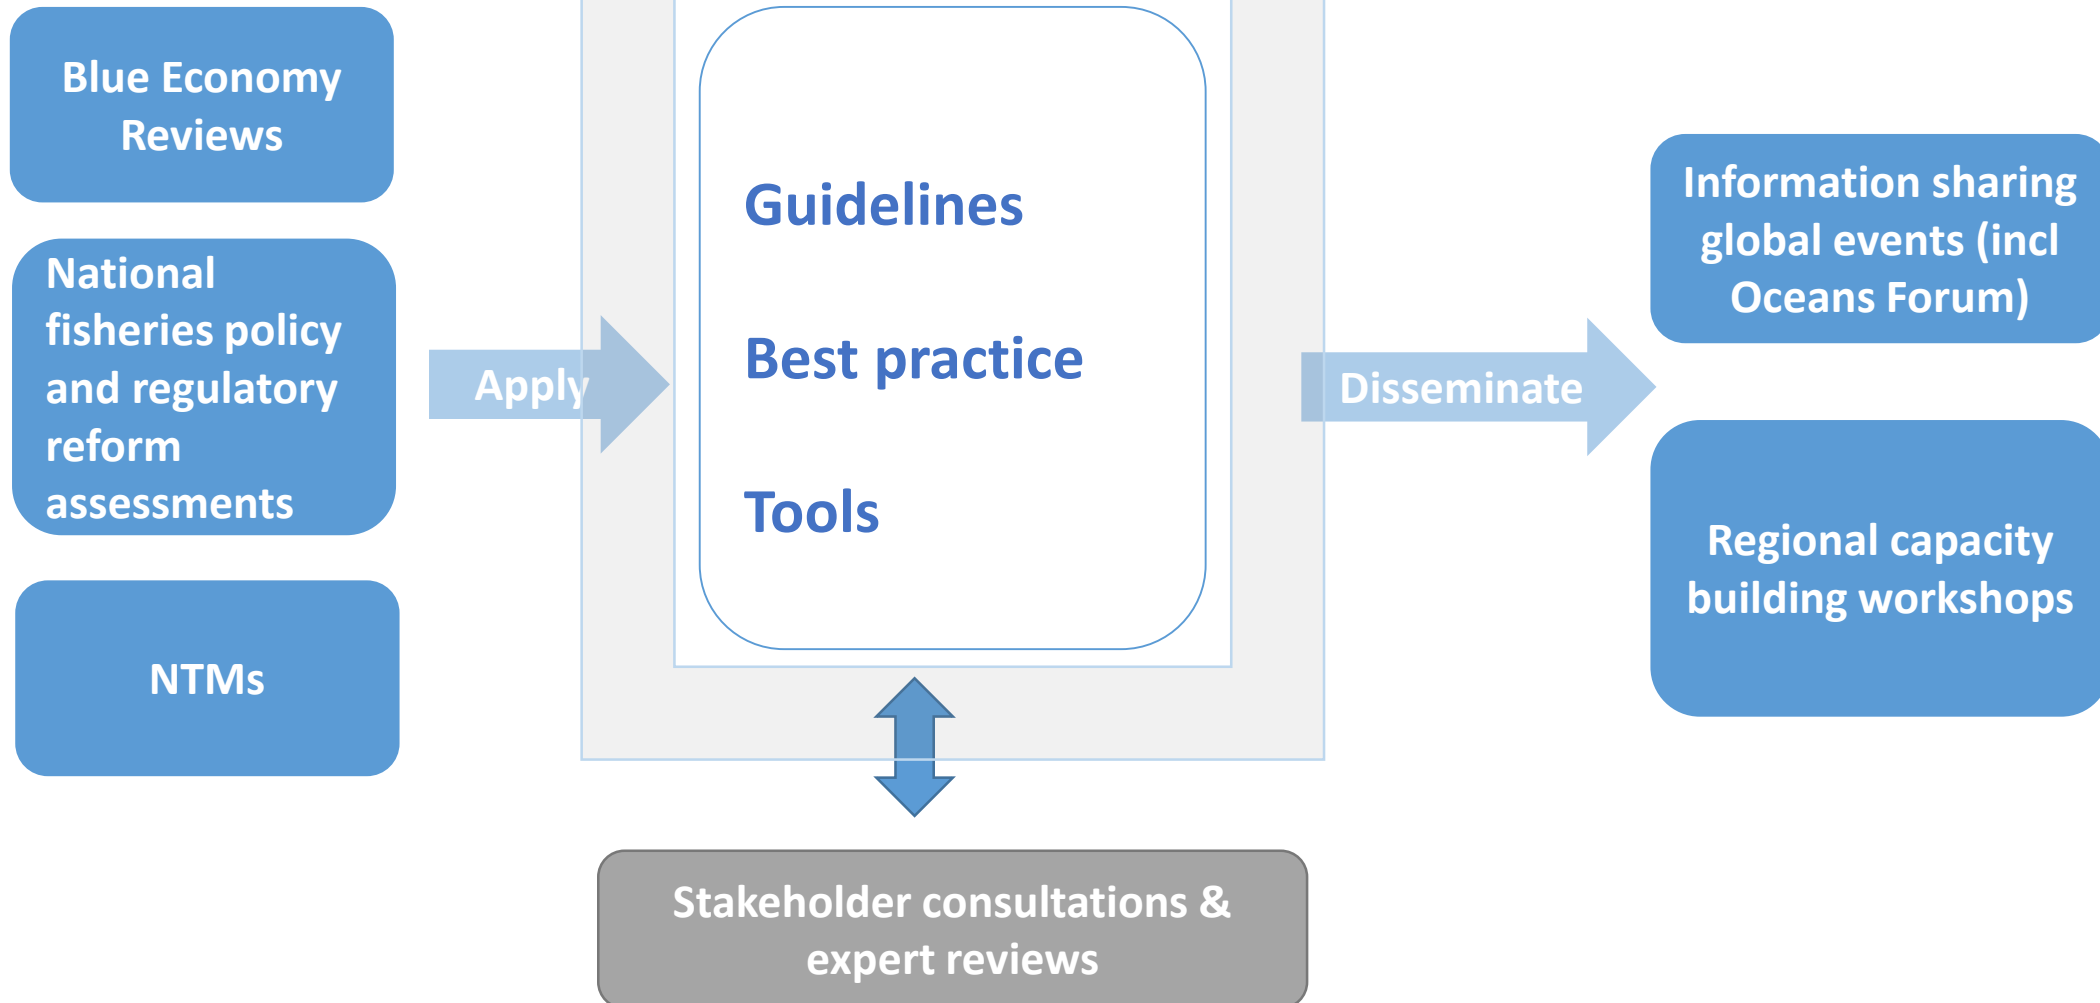 Blue Economy
Reviews
National
fisheries policy
and regulatory
reform
assessments
NTMs
Apply
Guidelines
Best practice
Tools
Disseminate
Information sharing
global events (incl
Oceans Forum)
Regional capacity
building workshops
Stakeholder consultations &
expert reviews